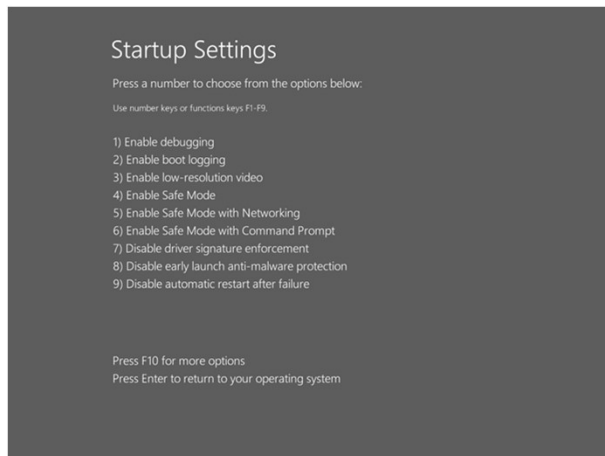 Startup Settings
Press a number to choose from the options below:
Use number keys or functions keys F1-F9.
1) Enable debugging
2) Enable boot logging
3) Enable low-resolution video
4) Enable Safe Mode
5) Enable Safe Mode with Networking
6) Enable Safe Mode with Command Prompt
7) Disable driver signature enforcement
8) Disable early launch anti-malware protection
9) Disable automatic restart after failure
Press F10 for more options
Press Enter to return to your operating system